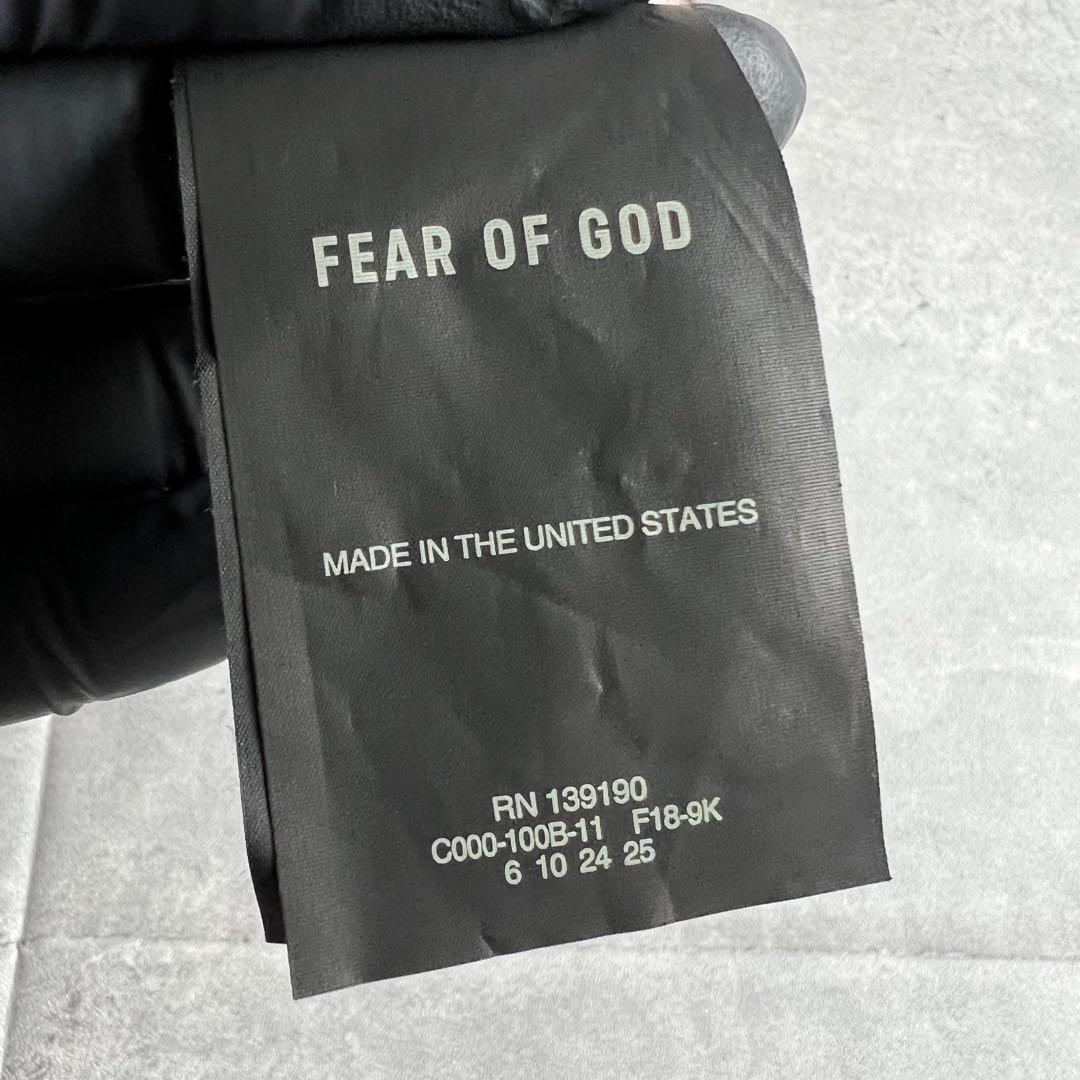 FEAR OF GOD
MADE IN THE UNITED STATES
RN 139190
C000-100B-11 F18-9K
6 10 24 25